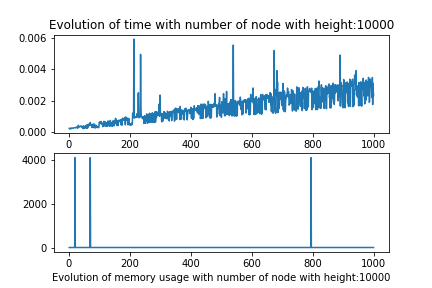 Evolution of time with number of node with height:10000
0.006
0.004
0.002
0.000
0 200 400 600 800 1000
4000
2000
0
0 200 400 600 800 1000
Evolution of memory usage with number of node with height:10000